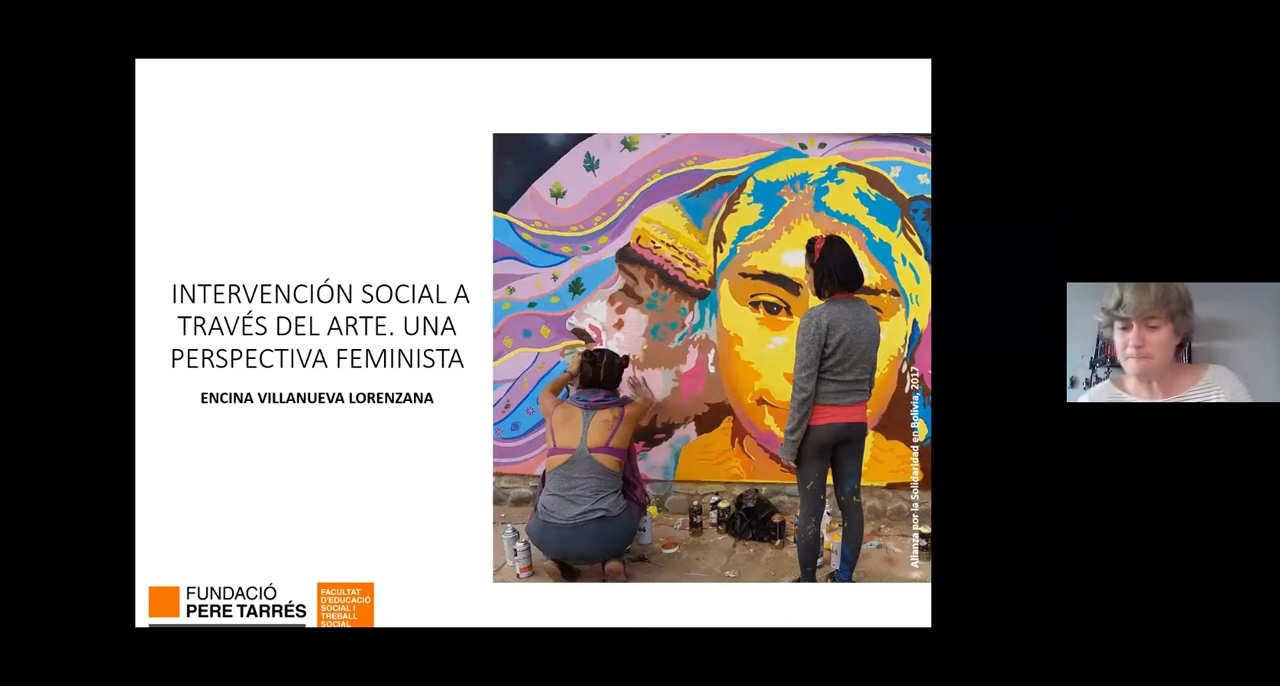 INTERVENCIÓN SOCIAL A
TRAVÉS DEL ARTE. UNA
PERSPECTIVA FEMINISTA
ENCINA VILLANUEVA LORENZANA
Alianza por la Solidaridad en Bolivia, 2017
FUNDACIÓ
PERE TARRÉS
FACULTAT
D'EDUCACIÓ
SOCIAL I
TREBALL
SOCIAL